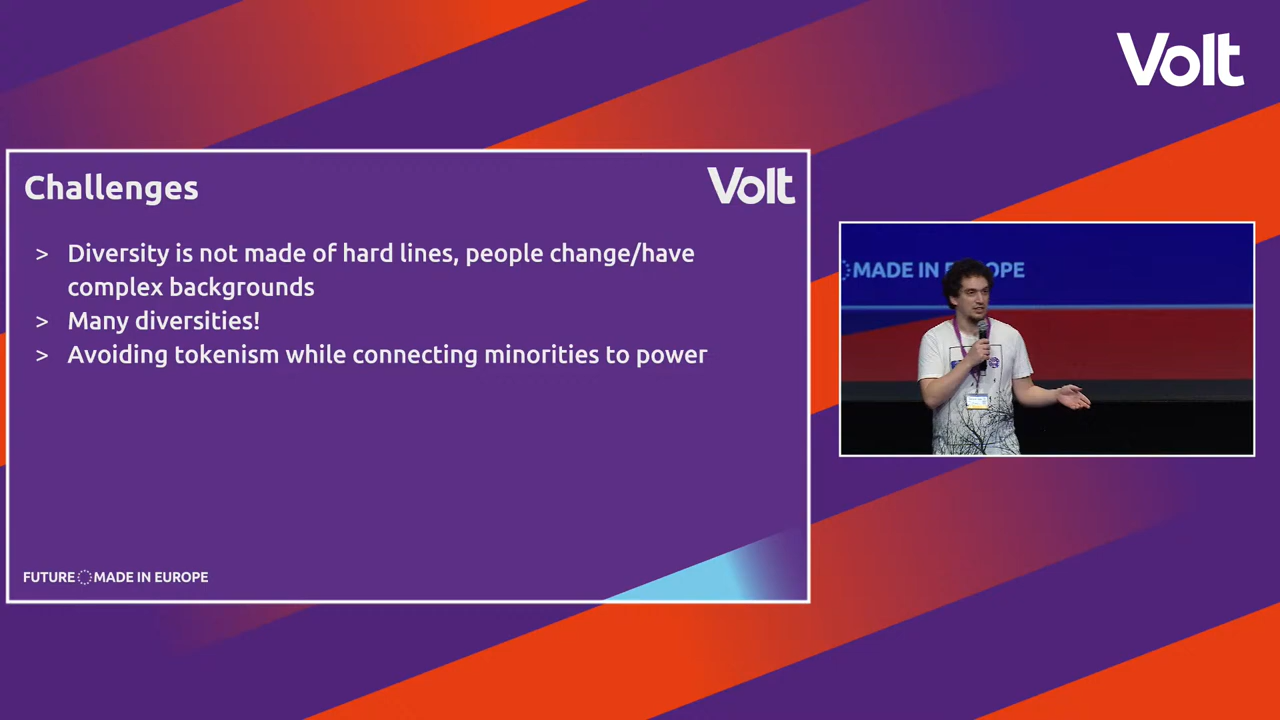 Volt
Challenges
Volt
> Diversity is not made of hard lines, people change/have
complex backgrounds
> Many diversities!
> Avoiding tokenism while connecting minorities to power
FUTURE MADE IN EUROPE
MADE IN EUROPE